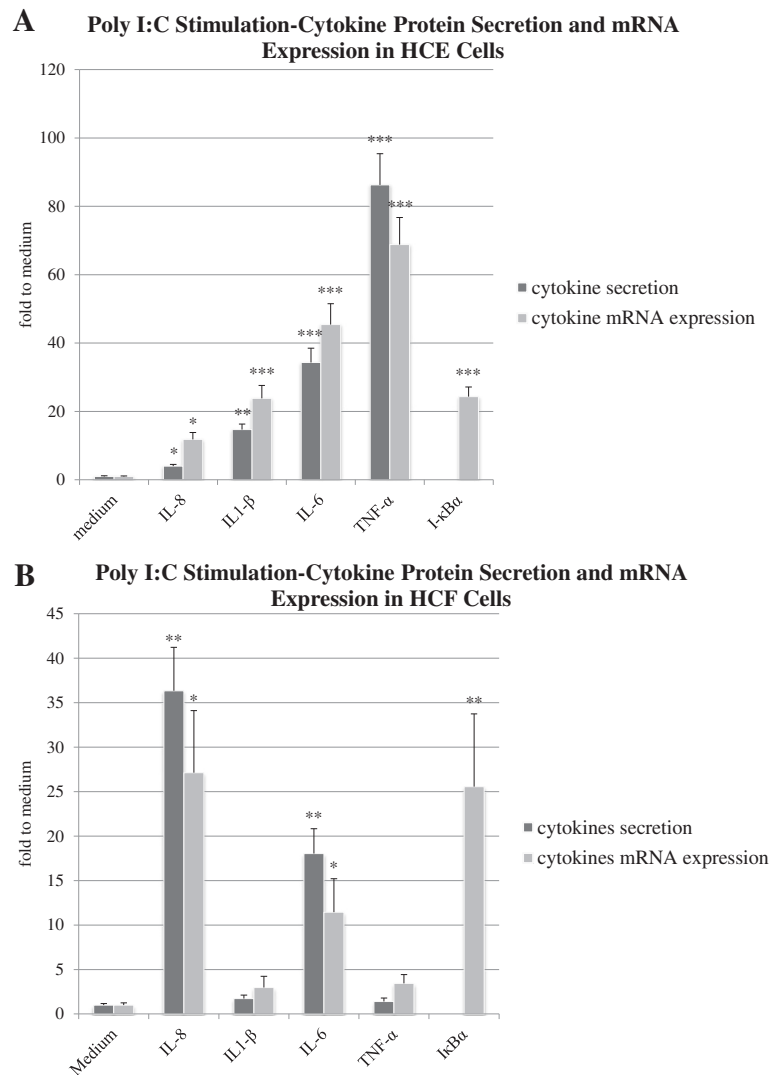 A
Poly I:C Stimulation-Cytokine Protein Secretion and mRNA
Expression in HCE Cells
fold to medium
120
100
80
60
40
20
0
*
*
**
***
***
***
***
***
***
medium
IL-8
IL1-β
IL-6
TNF-α
I-κBα
cytokine secretion
cytokine mRNA expression
B
Poly I:C Stimulation-Cytokine Protein Secretion and mRNA
Expression in HCF Cells
fold to medium
45
40
35
30
25
20
15
10
5
0
**
*
**
*
**
Medium
IL-8
IL1-β
IL-6
TNF-α
IκBα
cytokines secretion
cytokines mRNA expression